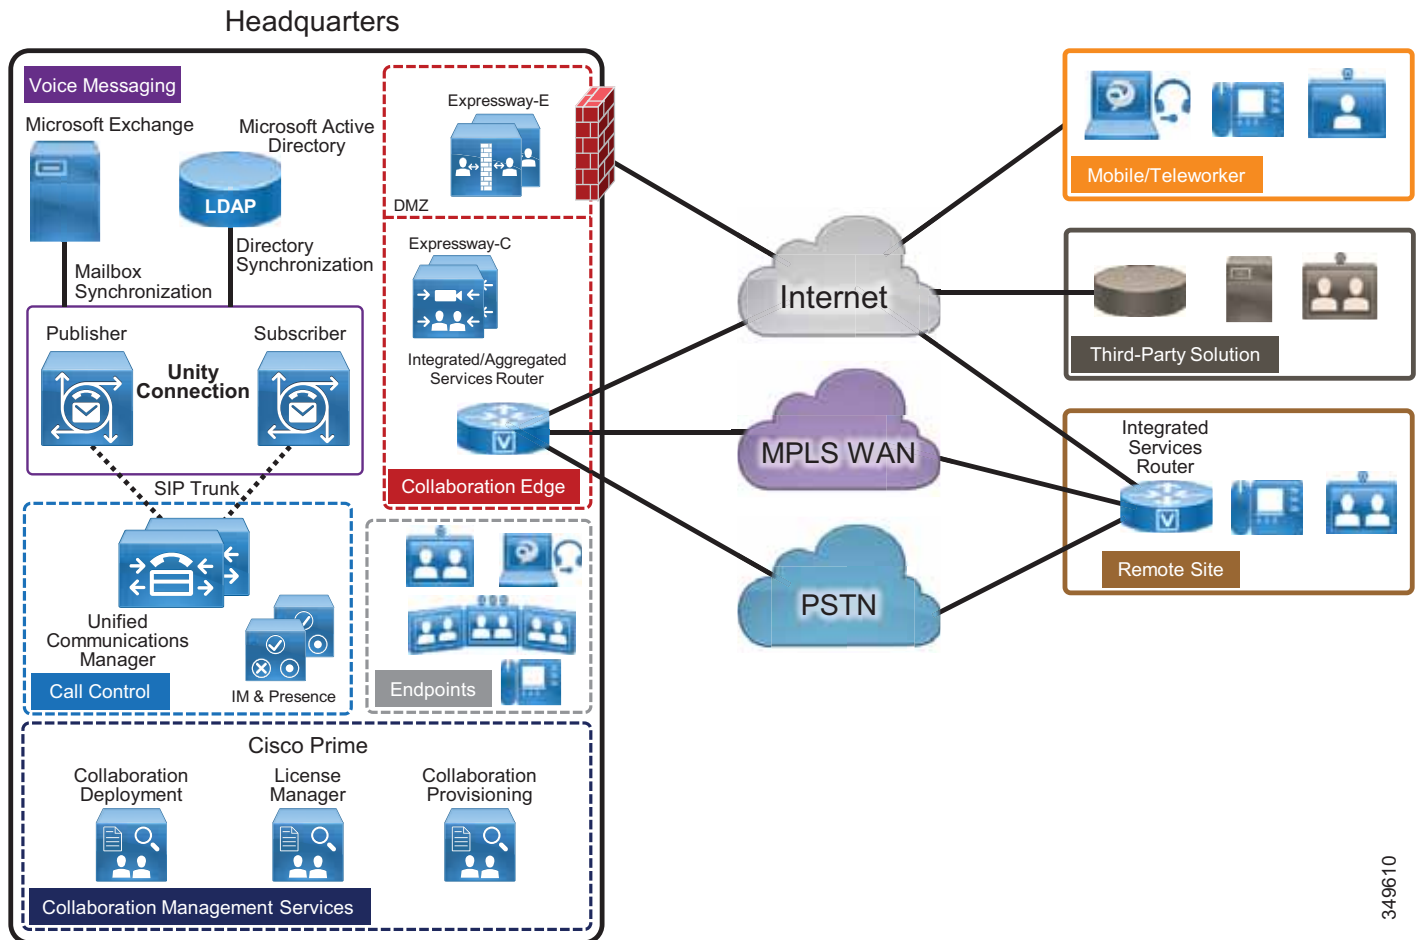 Headquarters
Voice Messaging
Microsoft Exchange
Microsoft Active
Directory
LDAP
Mailbox
Synchronization
Directory
Synchronization
Publisher
Subscriber
Unity
Connection
SIP Trunk
Unified
Communications
Manager
IM & Presence
Call Control
Expressway-E
DMZ
Expressway-C
Integrated/Aggregated
Services Router
V
Collaboration Edge
Endpoints
Cisco Prime
Collaboration
Deployment
License
Manager
Collaboration
Provisioning
Collaboration Management Services
Internet
MPLS WAN
PSTN
Mobile/Teleworker
Third-Party Solution
Integrated
Services
Router
V
Remote Site
349610